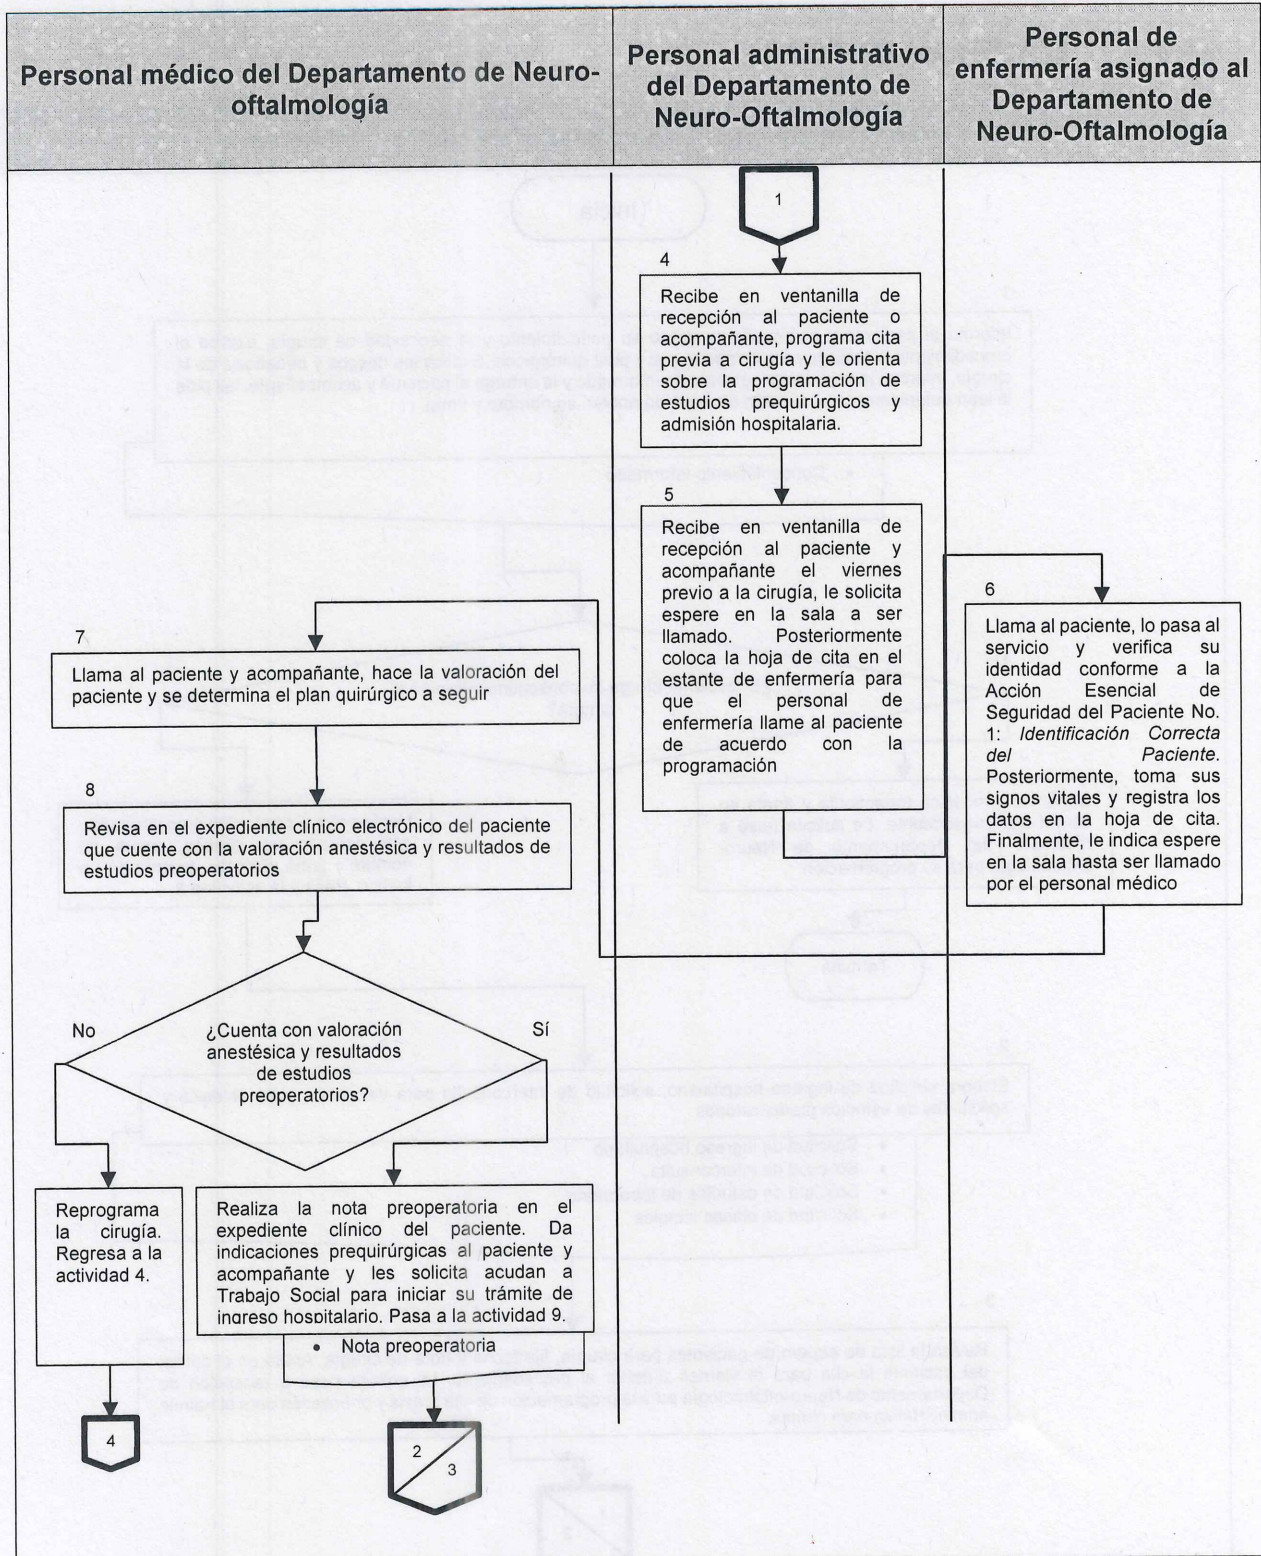 Personal médico del Departamento de Neuro-
oftalmología
Personal administrativo
del Departamento de
Neuro-Oftalmología
Personal de
enfermería asignado al
Departamento de
Neuro-Oftalmología
1
4
Recibe en ventanilla de
recepción al paciente o
acompañante, programa cita
previa a cirugía y le orienta
sobre la programación de
estudios prequirúrgicos y
admisión hospitalaria.
5
Recibe en ventanilla de
recepción al paciente y
acompañante el viernes
previo a la cirugía, le solicita
espere en la sala a ser
llamado. Posteriormente
coloca la hoja de cita en el
estante de enfermería para
que el personal de
enfermería llame al paciente
de acuerdo con la
programación
6
Llama al paciente, lo pasa al
servicio y verifica su
identidad conforme a la
Acción Esencial de
Seguridad del Paciente No.
1: Identificación Correcta
del Paciente.
Posteriormente, toma sus
signos vitales y registra los
datos en la hoja de cita.
Finalmente, le indica espere
en la sala hasta ser llamado
por el personal médico
7
Llama al paciente y acompañante, hace la valoración del
paciente y se determina el plan quirúrgico a seguir
8
Revisa en el expediente clínico electrónico del paciente
que cuente con la valoración anestésica y resultados de
estudios preoperatorios
No
¿Cuenta con valoración
anestésica y resultados
de estudios
preoperatorios?
Sí
Reprograma
la cirugía.
Regresa a la
actividad 4.
Realiza la nota preoperatoria en el
expediente clínico del paciente. Da
indicaciones prequirúrgicas al paciente y
acompañante y les solicita acudan a
Trabajo Social para iniciar su trámite de
ingreso hospitalario. Pasa a la actividad 9.
• Nota preoperatoria
4
2
3